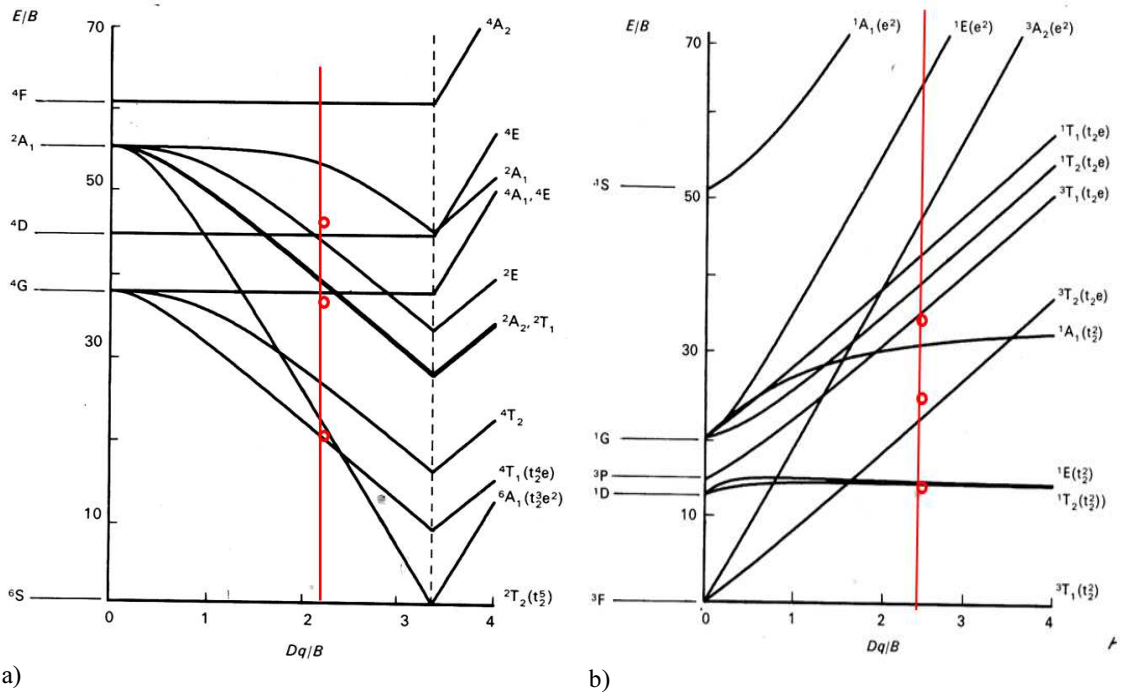 E/B
70
50
30
10
⁴F
²A₁
⁴D
⁴G
⁶S
⁴A₂
⁴E
²A₁
⁴A₁, ⁴E
²E
²A₂, ²T₁
⁴T₂
⁴T₁(t₂⁴e)
⁶A₁(t₂³e²)
²T₂(t₂⁵)
0
1
2
3
4
Dq/B
a)
E/B
70
50
30
10
¹S
¹G
³P
¹D
³F
¹A₁(e²)
¹E(e²)
³A₂(e²)
¹T₁(t₂e)
¹T₂(t₂e)
³T₁(t₂e)
³T₂(t₂e)
¹A₁(t₂²)
¹E(t₂²)
¹T₂(t₂²))
³T₁(t₂²)
0
1
2
3
4
Dq/B
b)